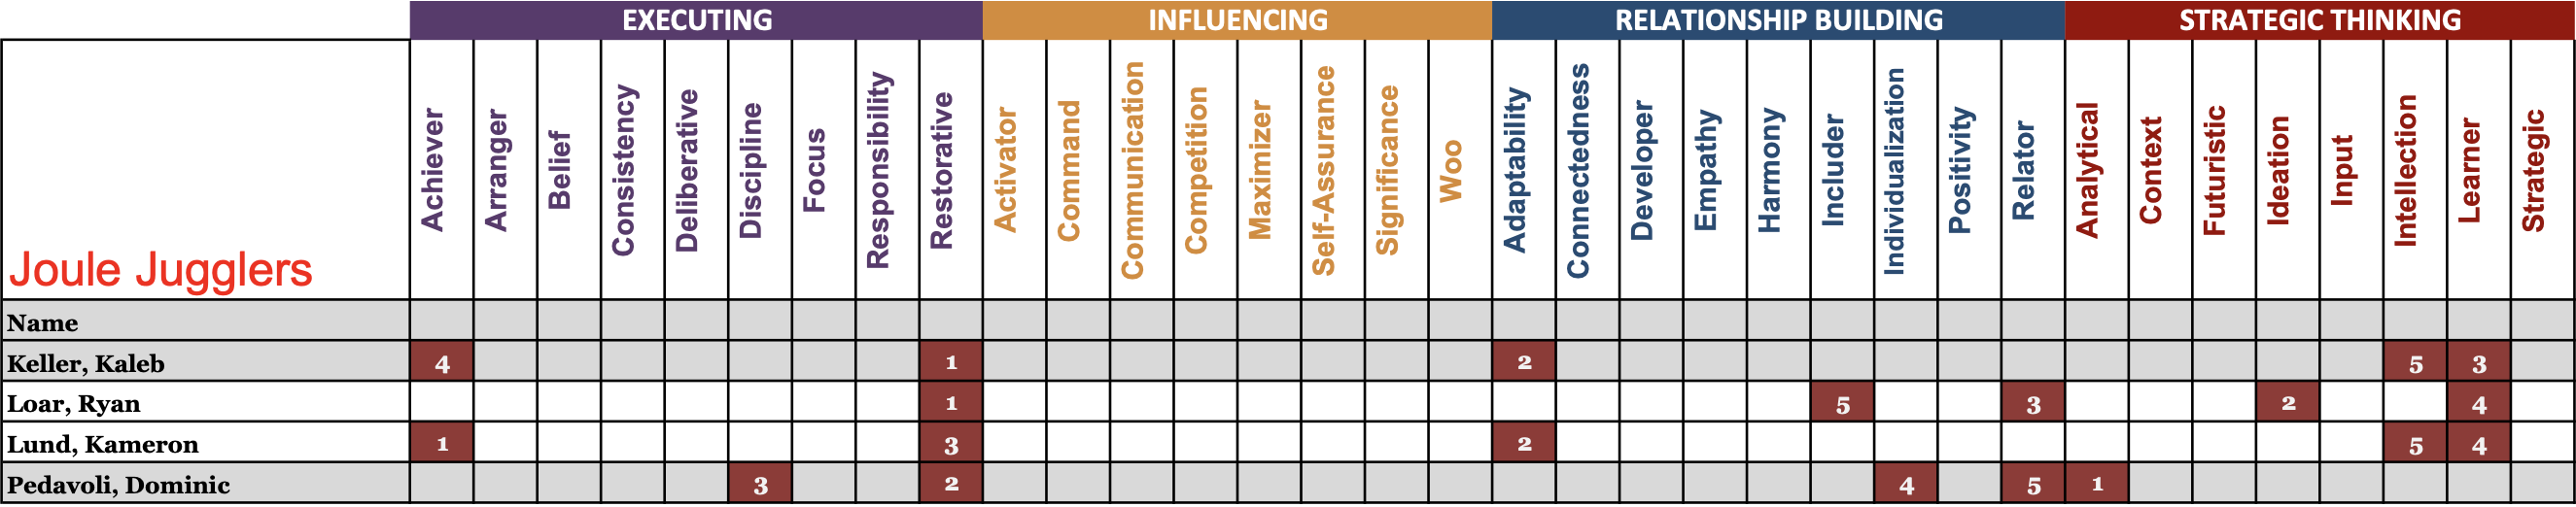 EXECUTING INFLUENCING RELATIONSHIP BUILDING STRATEGIC THINKING
Joule Jugglers Achiever Arranger Belief Consistency Deliberative Discipline Focus Responsibility Restorative Activator Command Communication Competition Maximizer Self-Assurance Significance Woo Adaptability Connectedness Developer Empathy Harmony Includer Individualization Positivity Relator Analytical Context Futuristic Ideation Input Intellection Learner Strategic
Name
Keller, Kaleb 4 1 2 5 3
Loar, Ryan 1 5 3 2 4
Lund, Kameron 1 3 2 5 4
Pedavoli, Dominic 3 2 4 5 1